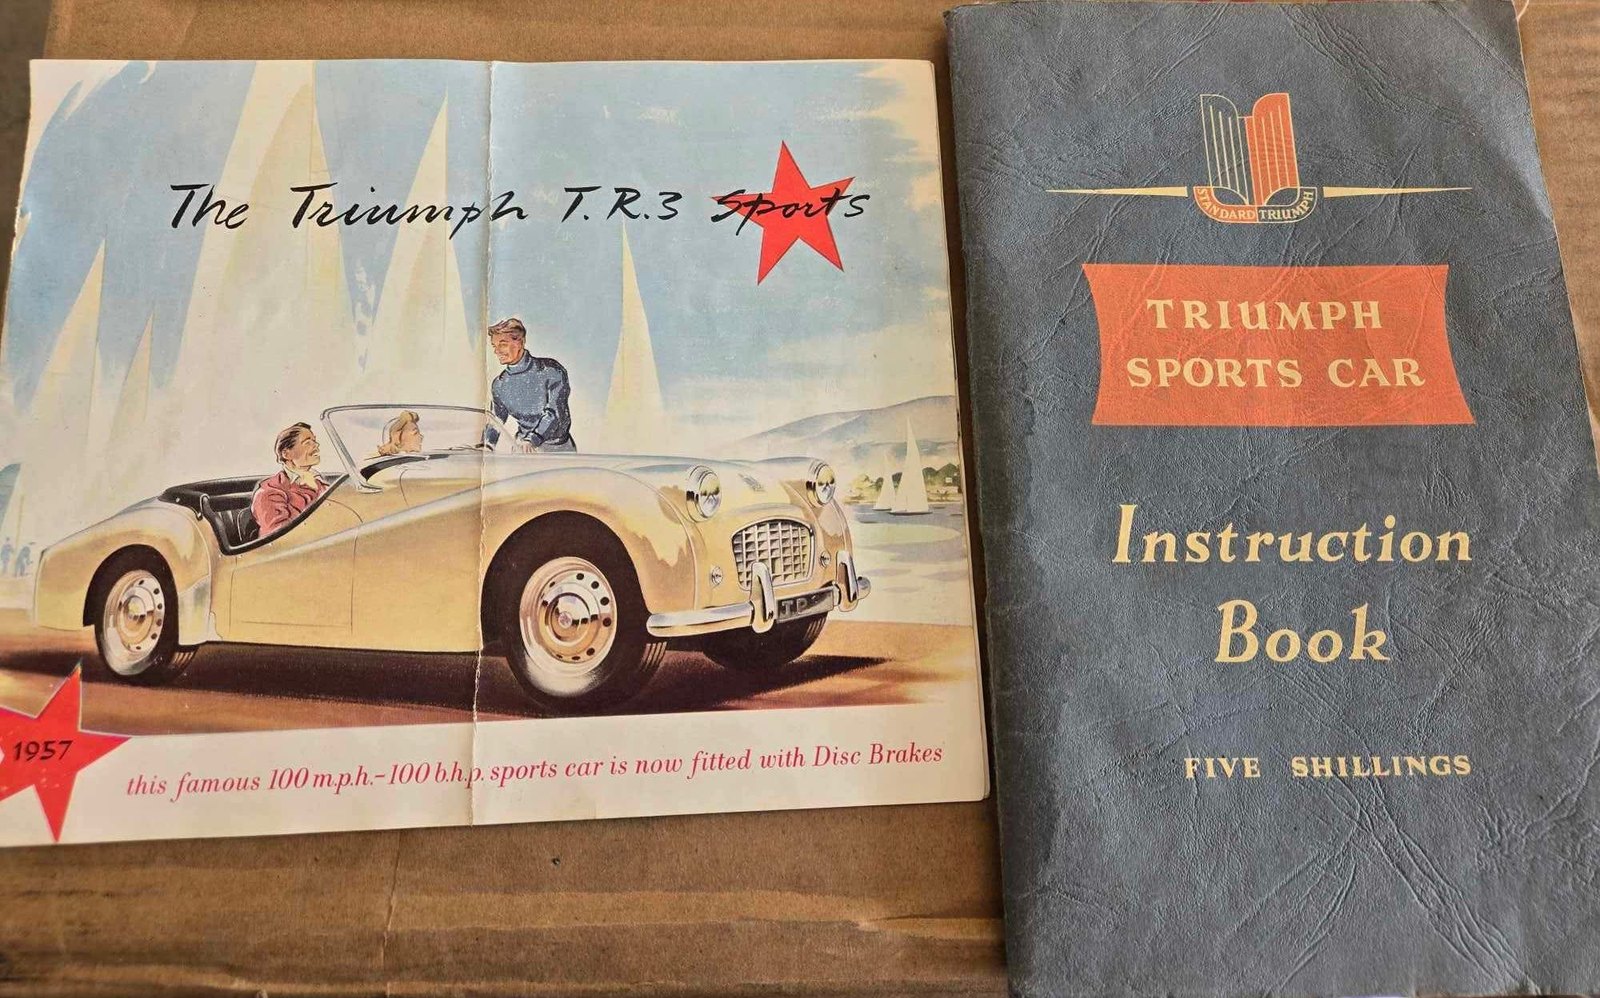 The Triumph T.R.3 Sports
1957
this famous 100 m.p.h.-100 b.h.p. sports car is now fitted with Disc Brakes
STANDARD TRIUMPH
TRIUMPH
SPORTS CAR
Instruction
Book
FIVE SHILLINGS